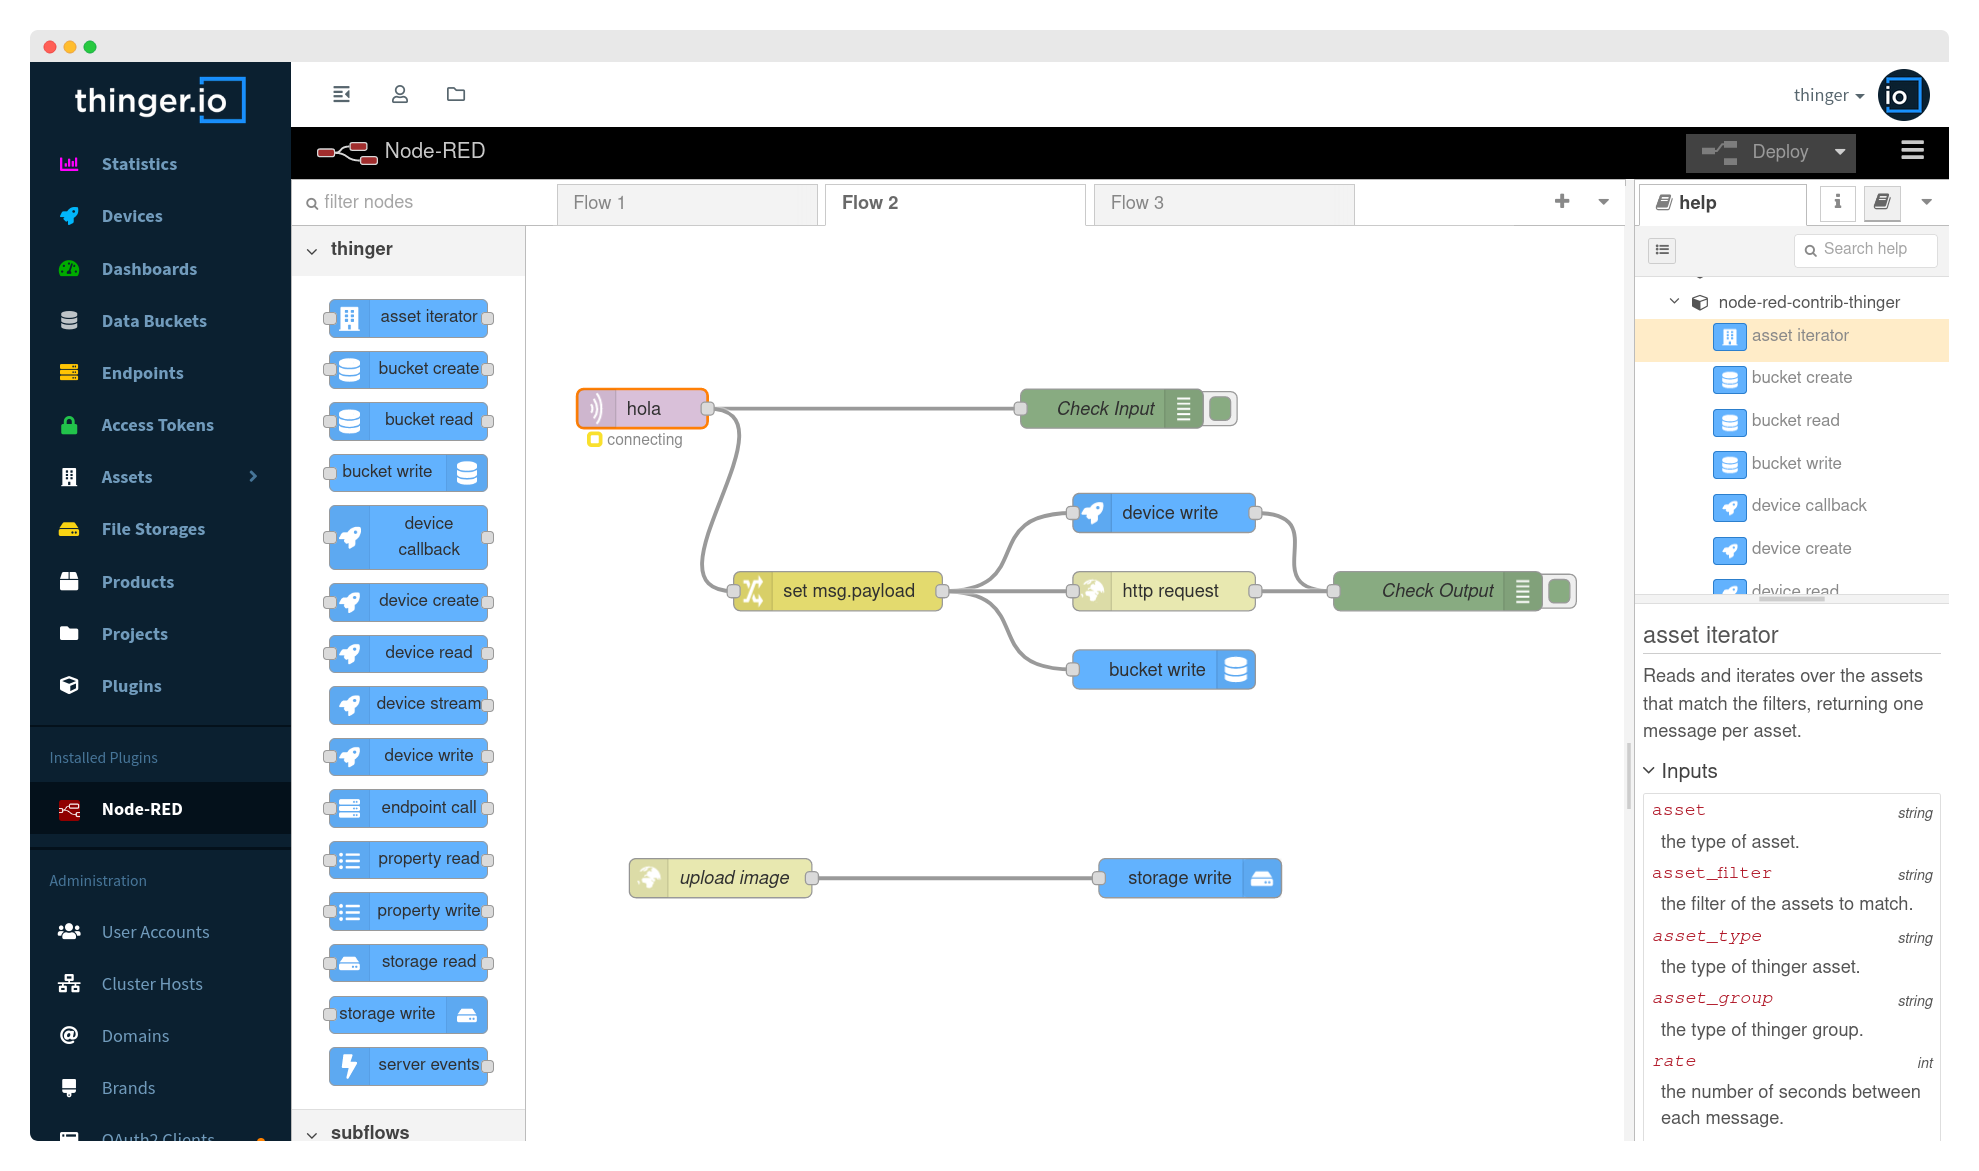 thinger.io
thinger
io
Statistics
Devices
Dashboards
Data Buckets
Endpoints
Access Tokens
Assets
File Storages
Products
Projects
Plugins
Installed Plugins
Node-RED
Administration
User Accounts
Cluster Hosts
Domains
Brands
OAuth2 Clients
Node-RED
Deploy
filter nodes
thinger
asset iterator
bucket create
bucket read
bucket write
device
callback
device create
device read
device stream
device write
endpoint call
property read
property write
storage read
storage write
server events
subflows
Flow 1
Flow 2
Flow 3
hola
connecting
Check Input
device write
set msg.payload
http request
Check Output
bucket write
upload image
storage write
help
i
Search help
node-red-contrib-thinger
asset iterator
bucket create
bucket read
bucket write
device callback
device create
device read
asset iterator
Reads and iterates over the assets
that match the filters, returning one
message per asset.
Inputs
asset string
the type of asset.
asset_filter string
the filter of the assets to match.
asset_type string
the type of thinger asset.
asset_group string
the type of thinger group.
rate int
the number of seconds between
each message.